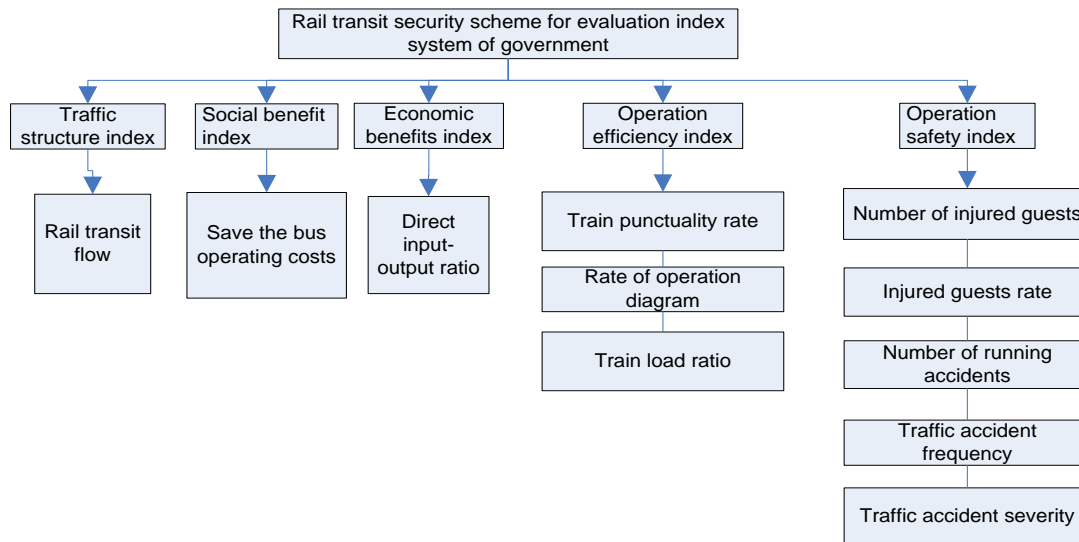 Rail transit security scheme for evaluation index
system of government
Traffic
structure index
Social benefit
index
Economic
benefits index
Operation
efficiency index
Operation
safety index
Rail transit
flow
Save the bus
operating costs
Direct
input-
output ratio
Train punctuality rate
Rate of operation
diagram
Train load ratio
Number of injured guests
Injured guests rate
Number of running
accidents
Traffic accident
frequency
Traffic accident severity